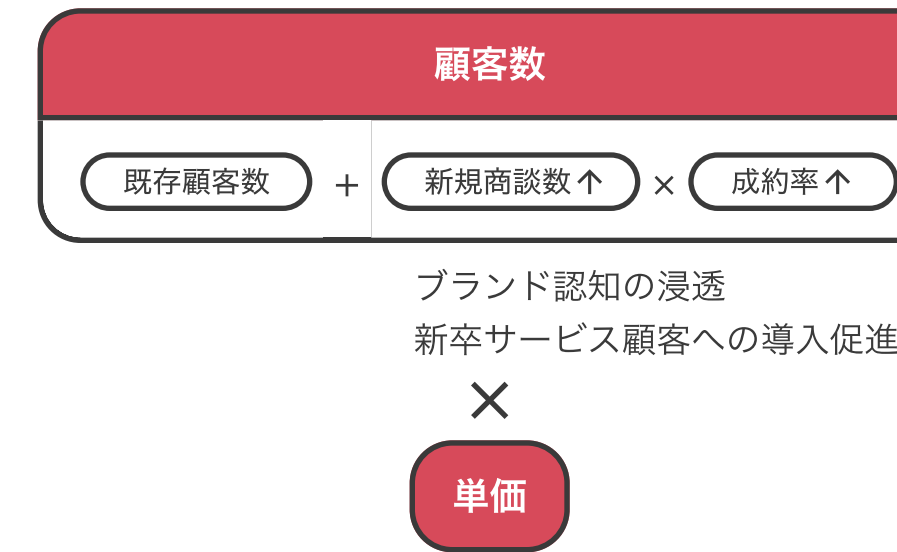 顧客数
既存顧客数 + 新規商談数↑ × 成約率↑
ブランド認知の浸透
新卒サービス顧客への導入促進
×
単価